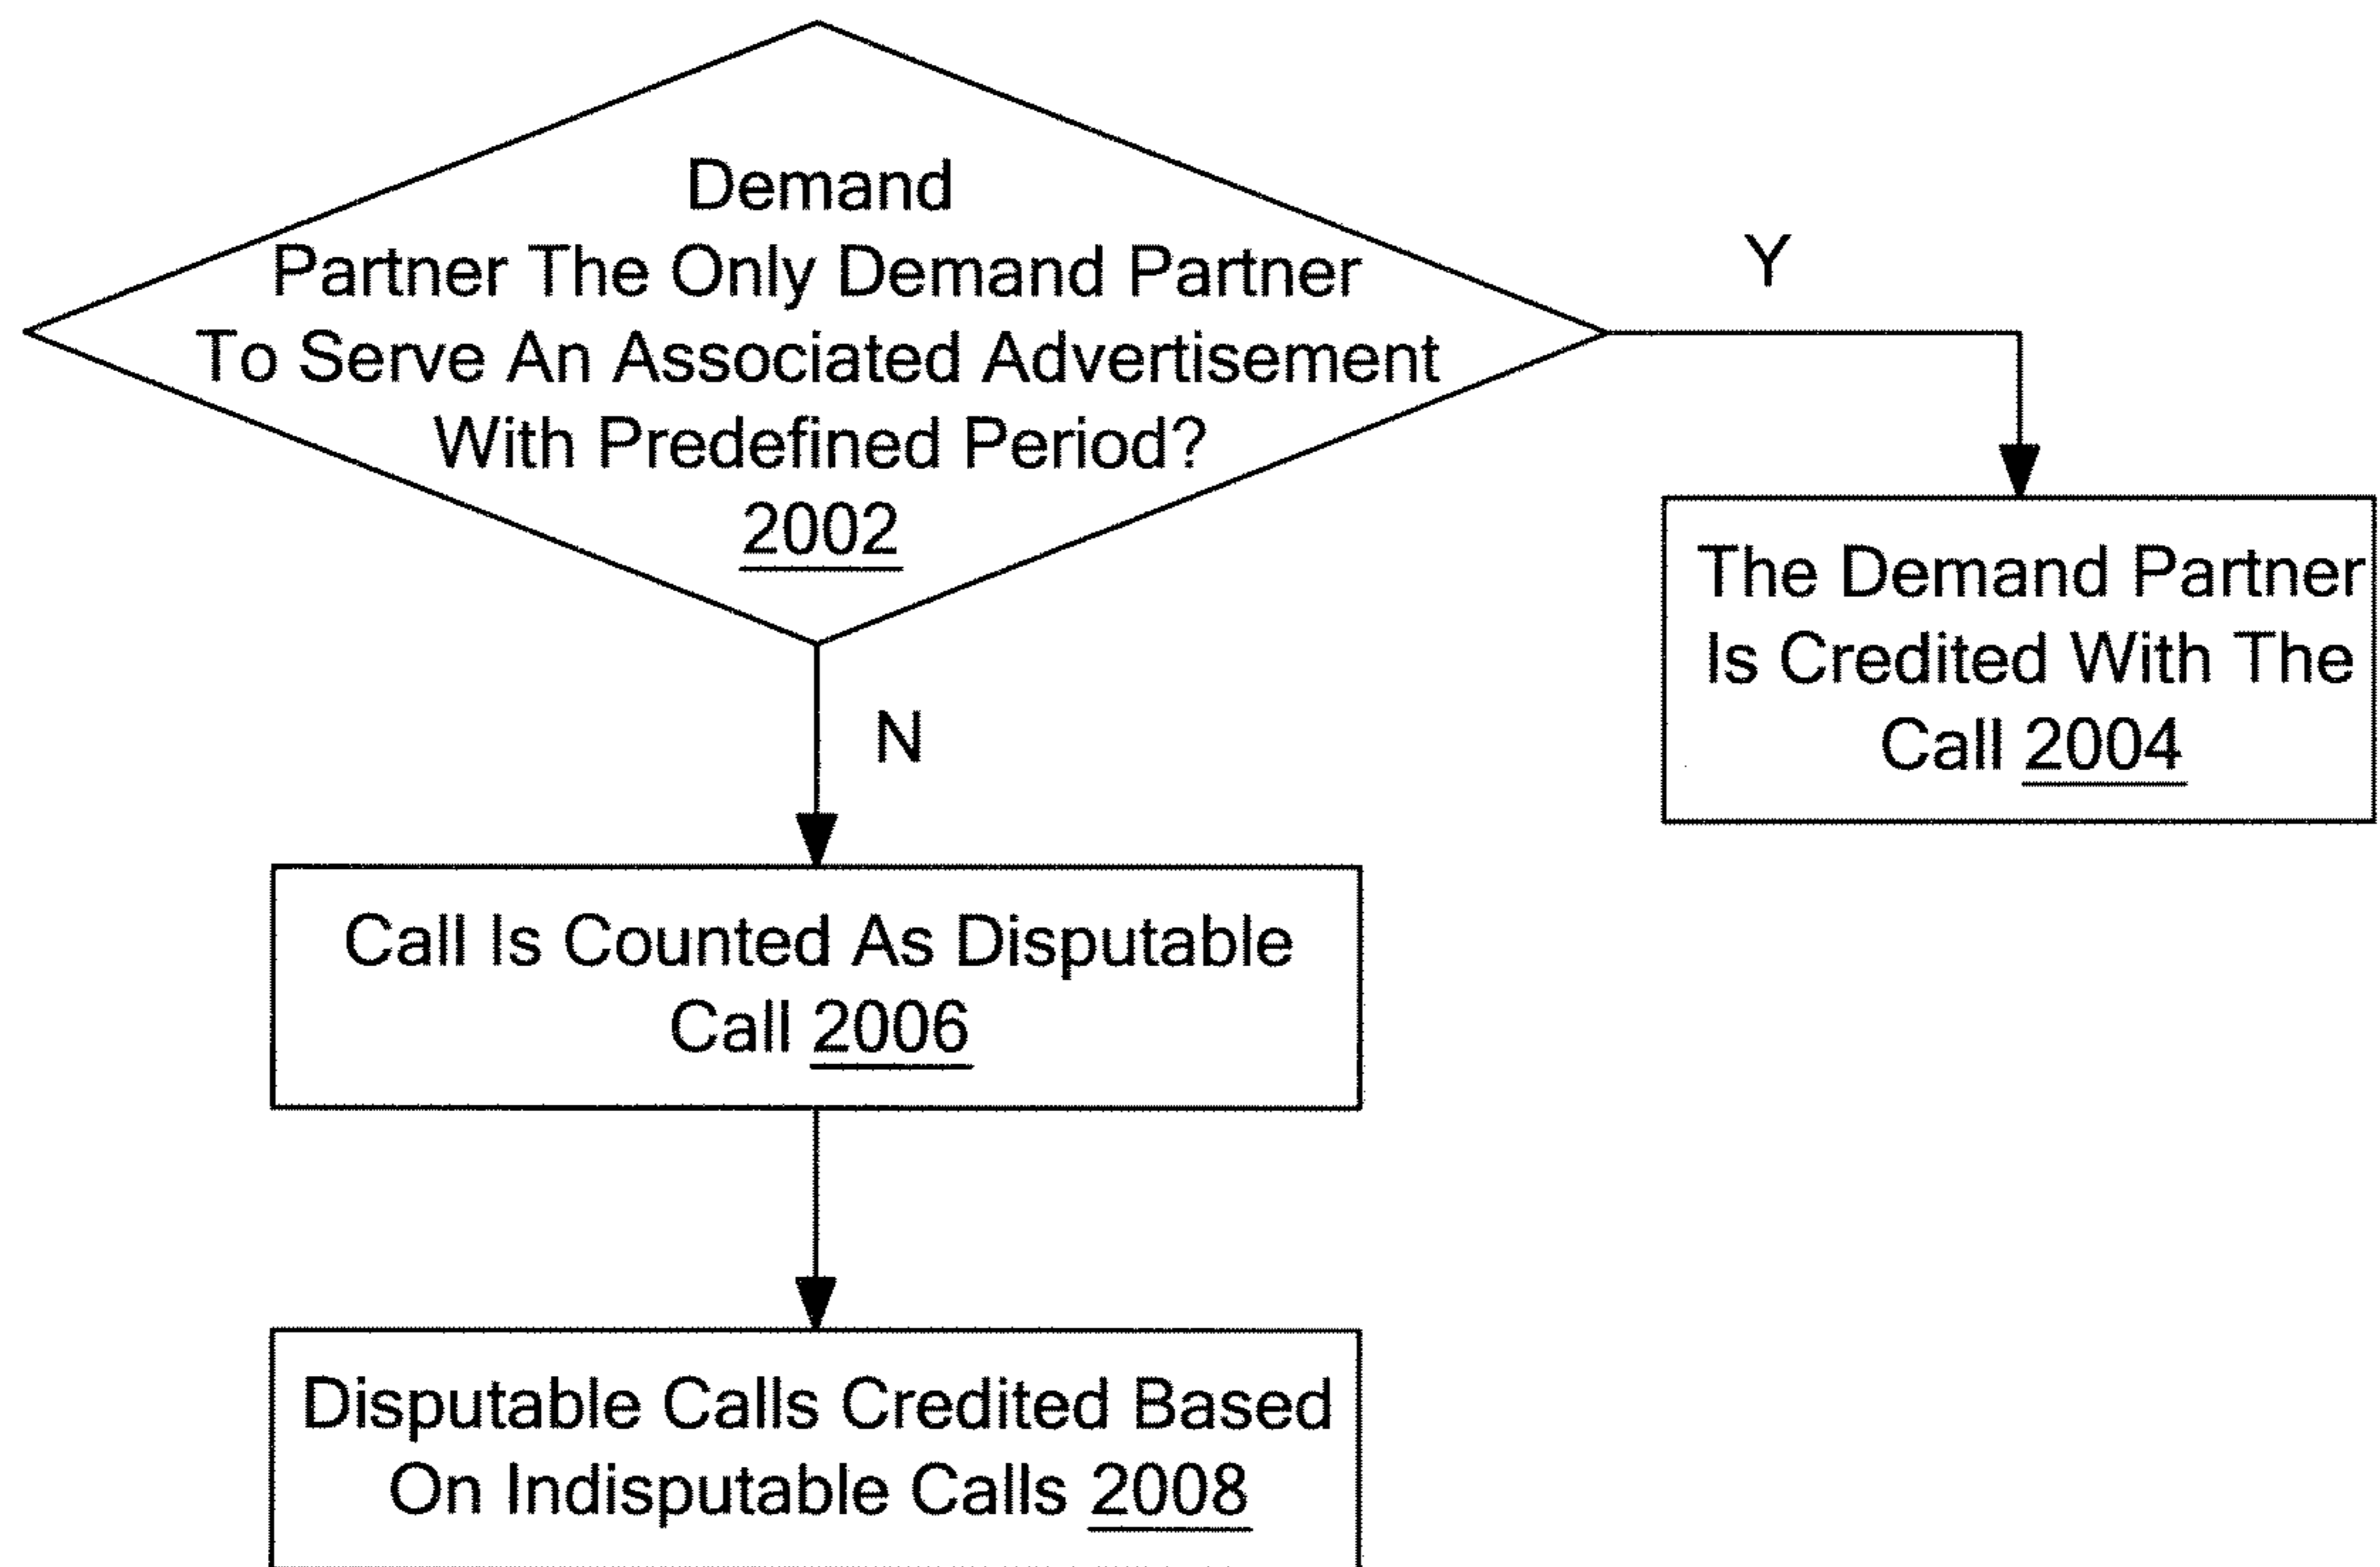 Demand
Partner The Only Demand Partner
To Serve An Associated Advertisement
With Predefined Period?
2002
Y
The Demand Partner
Is Credited With The
Call 2004
N
Call Is Counted As Disputable
Call 2006
Disputable Calls Credited Based
On Indisputable Calls 2008